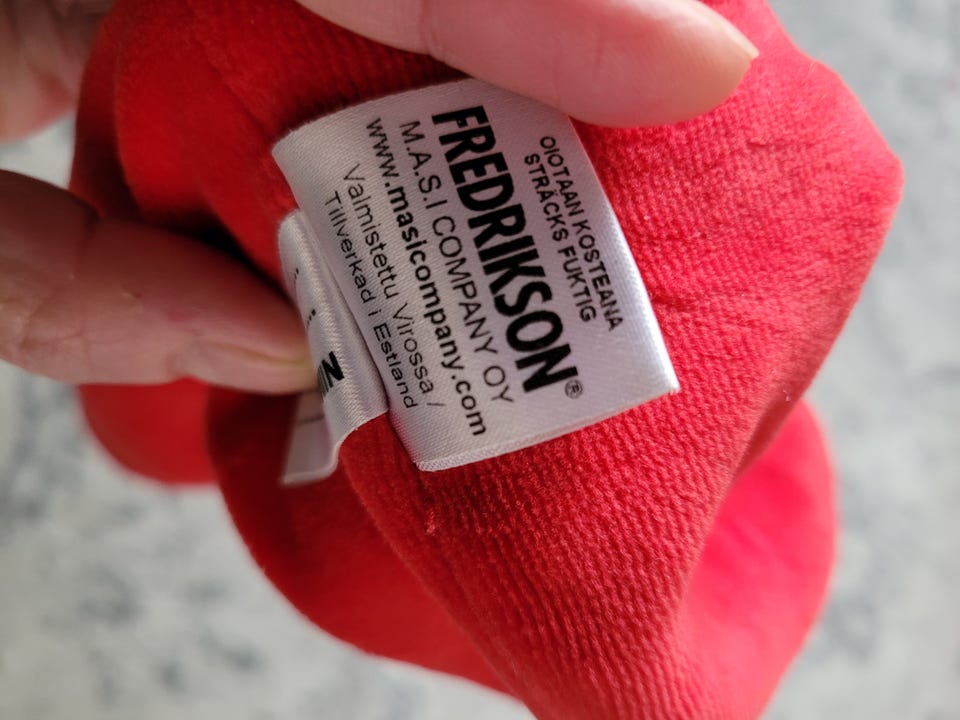 OIOTAAN KOSTEANA
STRÄCKS FUKTIG
FREDRIKSON®
M.A.S.I COMPANY OY
www.masicompany.com
Valmistettu Virossa /
Tillverkad i Estland